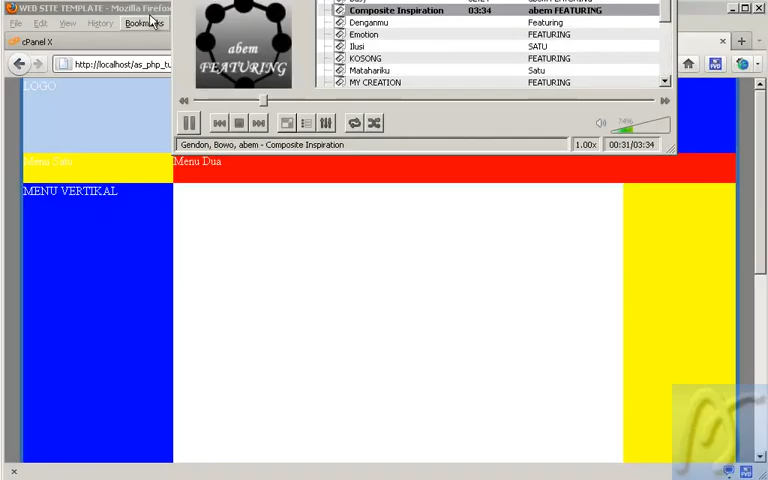 WEB SITE TEMPLATE - Mozilla Firefox
File Edit View History Bookmarks
cPanel X
http://localhost/as_php_tu
abem
FEATURING
Composite Inspiration 03:34 abem FEATURING
Denganmu Featuring
Emotion FEATURING
Ilusi SATU
KOSONG FEATURING
Matahariku Satu
MY CREATION FEATURING
74%
Gendon, Bowo, abem - Composite Inspiration 1.00x 00:31/03:34
LOGO
Menu Satu Menu Dua
MENU VERTIKAL